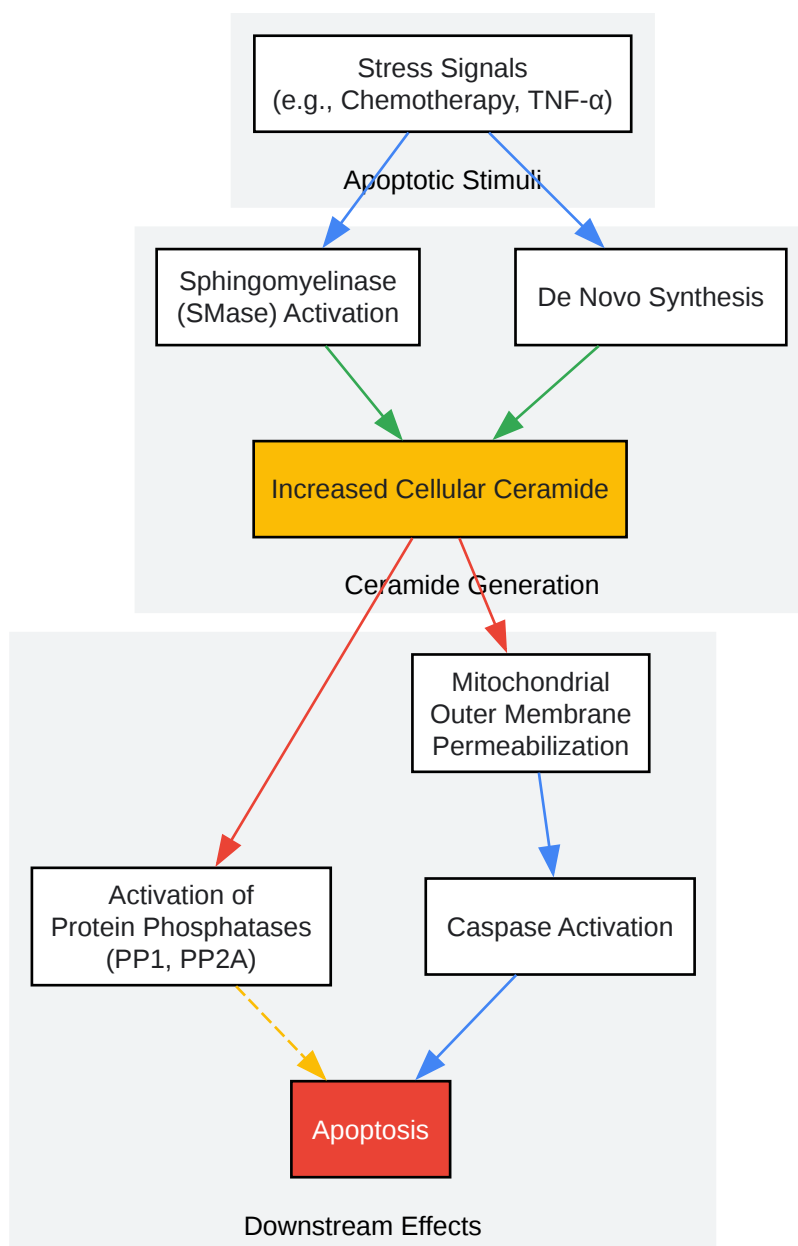 Stress Signals
(e.g., Chemotherapy, TNF-α)
Apoptotic Stimuli
Sphingomyelinase
(SMase) Activation
De Novo Synthesis
Increased Cellular Ceramide
Ceramide Generation
Mitochondrial
Outer Membrane
Permeabilization
Activation of
Protein Phosphatases
(PP1, PP2A)
Caspase Activation
Apoptosis
Downstream Effects